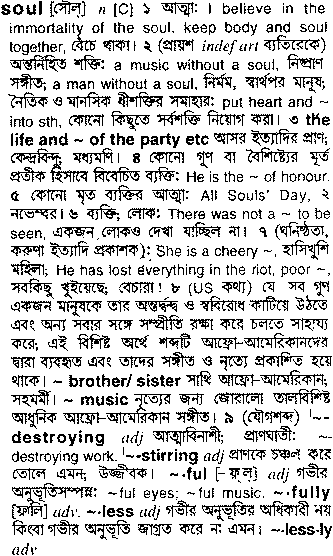 soul [সৌল্] n [C] ১ আত্মা: I believe in the
immortality of the soul. keep body and soul
together, বেঁচে থাকা। ২ (প্রায়শ indef art ব্যতিরেকে)
অন্তর্নিহিত শক্তি: a music without a soul, নিষ্প্রাণ
সঙ্গীত; a man without a soul, নির্মম, স্বার্থপর মানুষ;
নৈতিক ও মানসিক ধীশক্তির সমাহার: put heart and ~
into sth, কোনো কিছুতে সর্বশক্তি নিয়োগ করা। ৩ the
life and ~ of the party etc আসর ইত্যাদির প্রাণ;
কেন্দ্রবিন্দু; মধ্যমণি। ৪ কোনো গুণ বা বৈশিষ্ট্যের মূর্ত
প্রতীক হিসাবে বিবেচিত ব্যক্তি: He is the ~ of honour.
৫ কোনো মৃত ব্যক্তির আত্মা: All Souls' Day, ২
নভেম্বর। ৬ ব্যক্তি; লোক: There was not a ~ to be
seen, একজন লোকও দেখা যাচ্ছিল না। ৭ (ঘনিষ্ঠতা,
করুণা ইত্যাদি প্রকাশক): She is a cheery ~, হাসিখুশি
মহিলা; He has lost everything in the riot, poor ~,
সবকিছু খুইয়েছে; বেচারা! ৮ (US কথ্য) যে সব গুণ
একজন মানুষকে তার অন্তর্দ্বন্দ্ব ও স্ববিরোধ কাটিয়ে উঠতে
এবং অন্য সবার সঙ্গে সম্প্রীতি রক্ষা করে চলতে সাহায্য
করে; এই বিশিষ্ট অর্থে শব্দটি আফ্রো-আমেরিকানদের
দ্বারা ব্যবহৃত এবং তাদের সঙ্গীত ও নৃত্যে প্রকাশিত হয়ে
থাকে। ~ brother/ sister সাথি আফ্রো-আমেরিকান;
সহমর্মী। ~ music নৃত্যের জন্য জোরালো তালবিশিষ্ট
আধুনিক আফ্রো-আমেরিকান সঙ্গীত। ৯ (যৌগশব্দ) ˈ~-
destroying adj আত্মবিনাশী; প্রাণঘাতী: ~-
destroying work. ˈ~-stirring adj প্রাণকে চঞ্চল করে
তোলে এমন; উজ্জীবক। ~·ful [-ফ্‌ল্] adj গভীর
অনুভূতিসম্পন্ন: ~ful eyes; ~ful music. ~·fully
[ফালি] adv. ~·less adj গভীর অনুভূতির অধিকারী নয়
কিংবা গভীর অনুভূতি জাগ্রত করে না এমন। ~·less·ly
adv